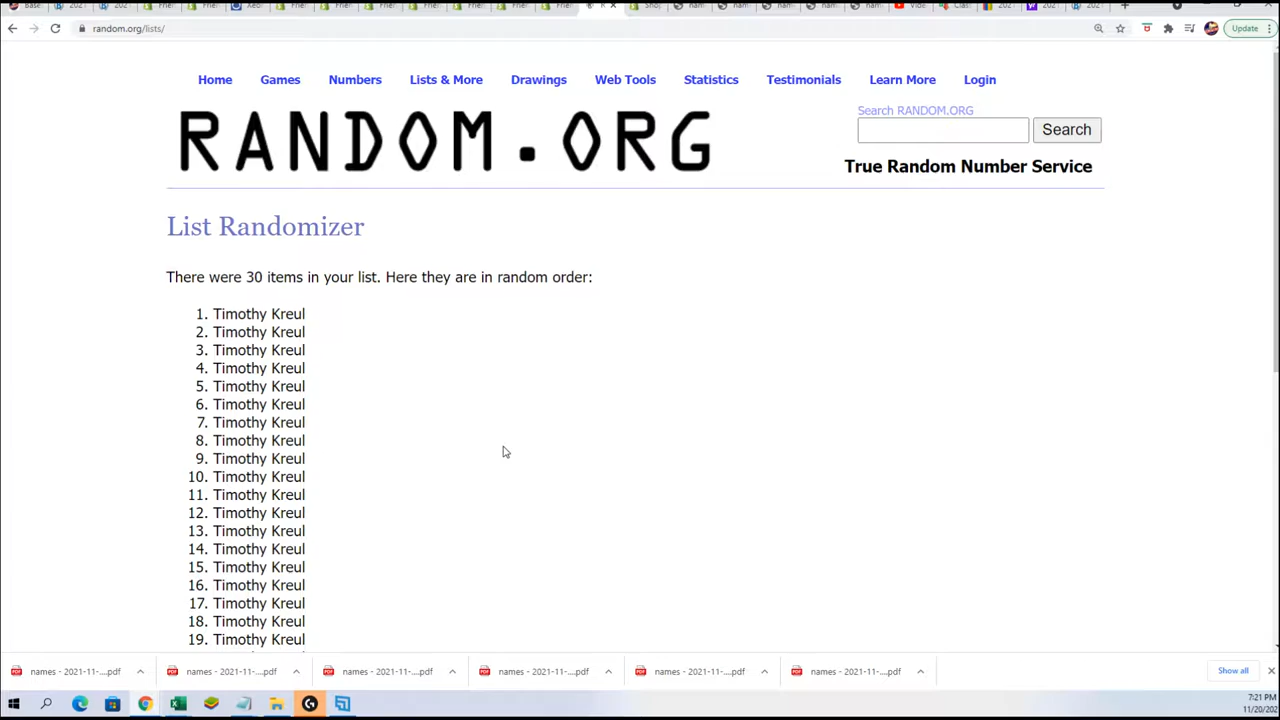 random.org/lists/
Update
Home Games Numbers Lists & More Drawings Web Tools Statistics Testimonials Learn More Login
RANDOM.ORG
Search RANDOM.ORG
Search
True Random Number Service
List Randomizer
There were 30 items in your list. Here they are in random order:
1. Timothy Kreul
2. Timothy Kreul
3. Timothy Kreul
4. Timothy Kreul
5. Timothy Kreul
6. Timothy Kreul
7. Timothy Kreul
8. Timothy Kreul
9. Timothy Kreul
10. Timothy Kreul
11. Timothy Kreul
12. Timothy Kreul
13. Timothy Kreul
14. Timothy Kreul
15. Timothy Kreul
16. Timothy Kreul
17. Timothy Kreul
18. Timothy Kreul
19. Timothy Kreul
names - 2021-11-....pdf names - 2021-11-....pdf names - 2021-11-....pdf names - 2021-11-....pdf names - 2021-11-....pdf names - 2021-11-....pdf Show all
7:21 PM
11/20/202